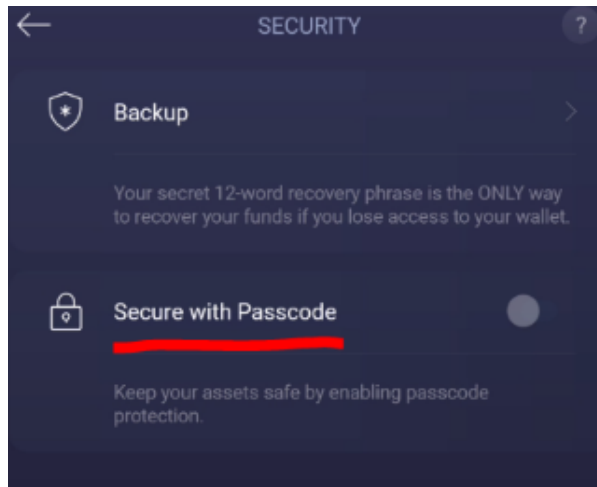 SECURITY
?
Backup
Your secret 12-word recovery phrase is the ONLY way
to recover your funds if you lose access to your wallet.
Secure with Passcode
Keep your assets safe by enabling passcode
protection.